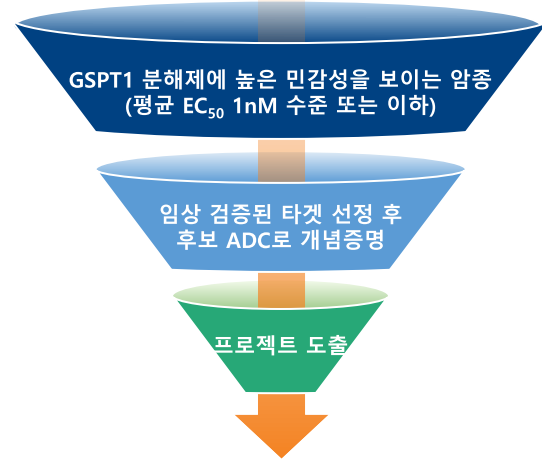 GSPT1 분해제에 높은 민감성을 보이는 암종
(평균 EC₅₀ 1nM 수준 또는 이하)
임상 검증된 타겟 선정 후
후보 ADC로 개념증명
프로젝트 도출